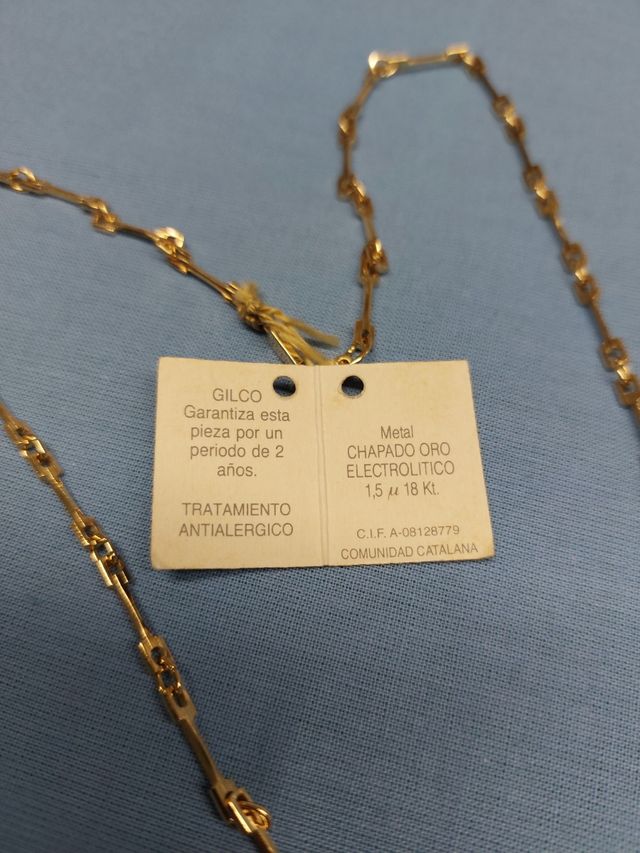 GILCO
Garantiza esta
pieza por un
periodo de 2
años.
TRATAMIENTO
ANTIALERGICO
Metal
CHAPADO ORO
ELECTROLITICO
1,5 µ 18 Kt.
C.I.F. A-08128779
COMUNIDAD CATALANA